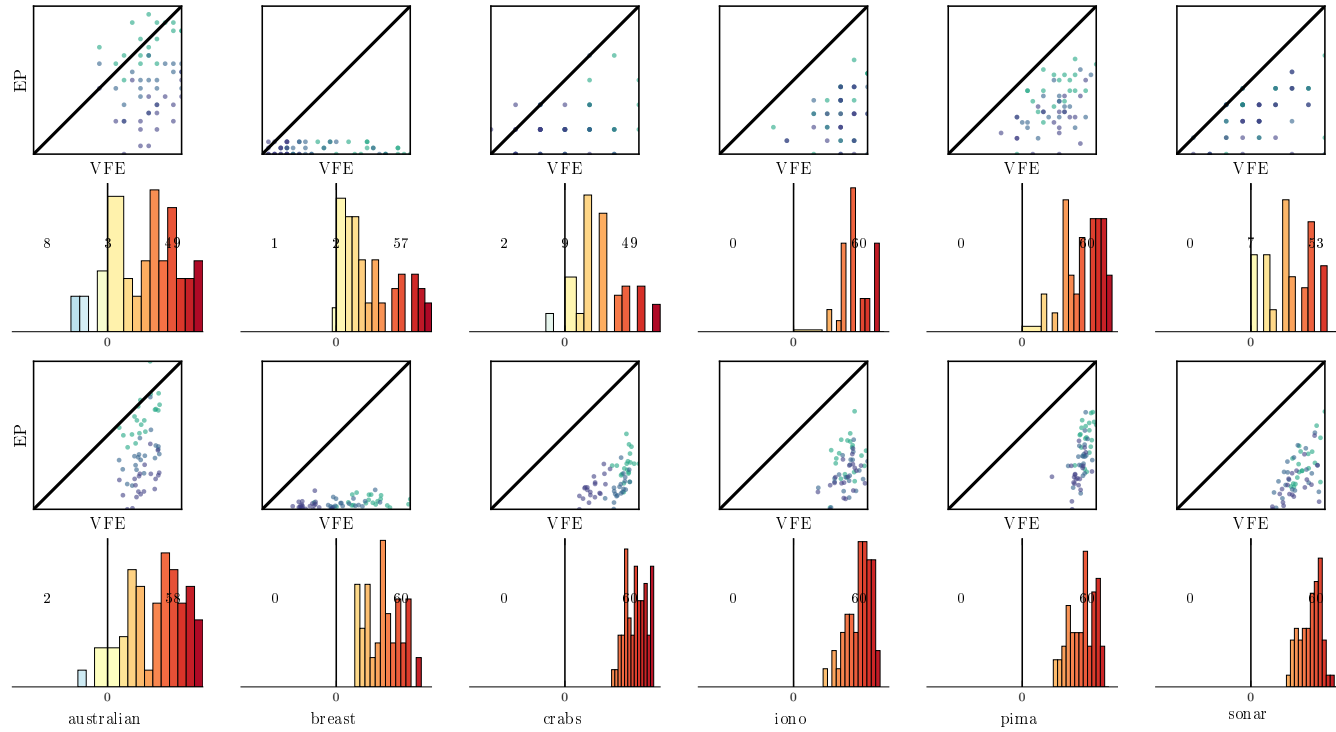 EP
VFE VFE VFE VFE VFE VFE
8 3 49 1 2 57 2 9 49 0 60 0 60 0 7 53
0 0 0 0 0 0
EP
VFE VFE VFE VFE VFE VFE
2 58 0 60 0 60 0 60 0 60 0 60
0 0 0 0 0 0
australian breast crabs iono pima sonar